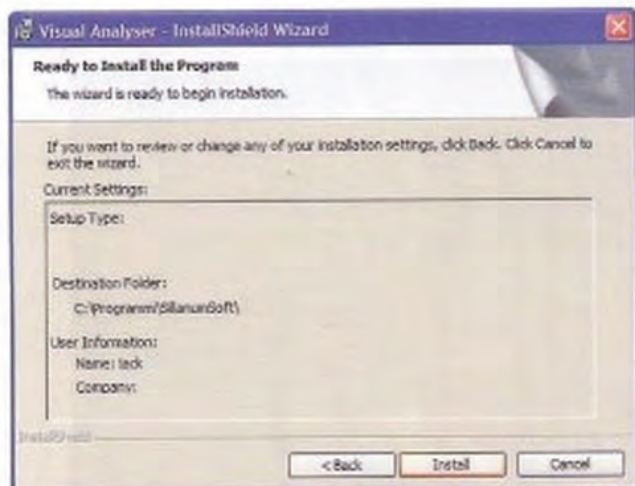 Visual Analyser - InstallShield Wizard
Ready to Install the Program
The wizard is ready to begin installation.
If you want to review or change any of your installation settings, click Back. Click Cancel to
exit the wizard.
Current Settings:
Setup Type:
Destination Folder:
C:\Programmi\SillanumSoft\
User Information:
Name: jack
Company:
InstallShield
< Back
Install
Cancel